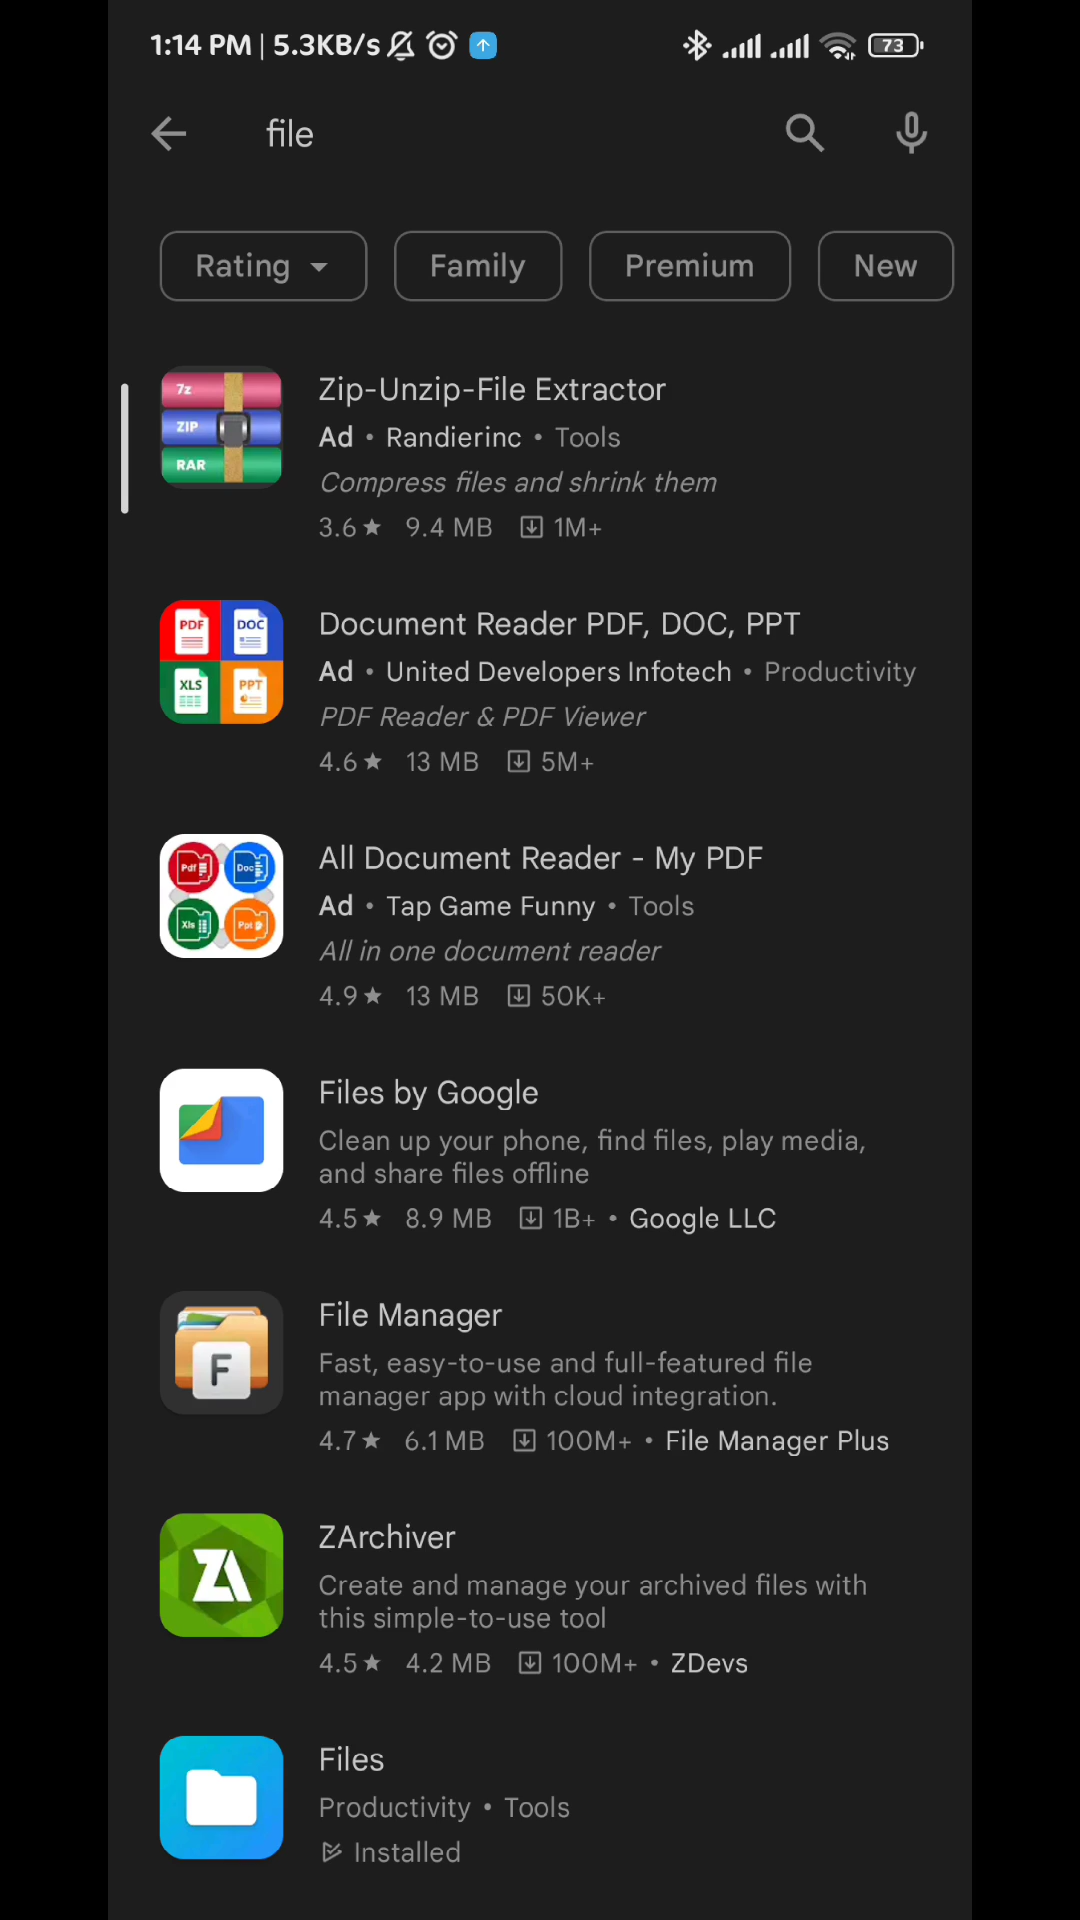 1:14 PM | 5.3KB/s 73
file
Rating Family Premium New
7z
ZIP
RAR
Zip-Unzip-File Extractor
Ad • Randierinc • Tools
Compress files and shrink them
3.6★ 9.4 MB 1M+
PDF DOC
XLS PPT
Document Reader PDF, DOC, PPT
Ad • United Developers Infotech • Productivity
PDF Reader & PDF Viewer
4.6★ 13 MB 5M+
Pdf Doc
Xls Ppt
All Document Reader - My PDF
Ad • Tap Game Funny • Tools
All in one document reader
4.9★ 13 MB 50K+
Files by Google
Clean up your phone, find files, play media,
and share files offline
4.5★ 8.9 MB 1B+ • Google LLC
F
File Manager
Fast, easy-to-use and full-featured file
manager app with cloud integration.
4.7★ 6.1 MB 100M+ • File Manager Plus
ZA
ZArchiver
Create and manage your archived files with
this simple-to-use tool
4.5★ 4.2 MB 100M+ • ZDevs
Files
Productivity • Tools
Installed